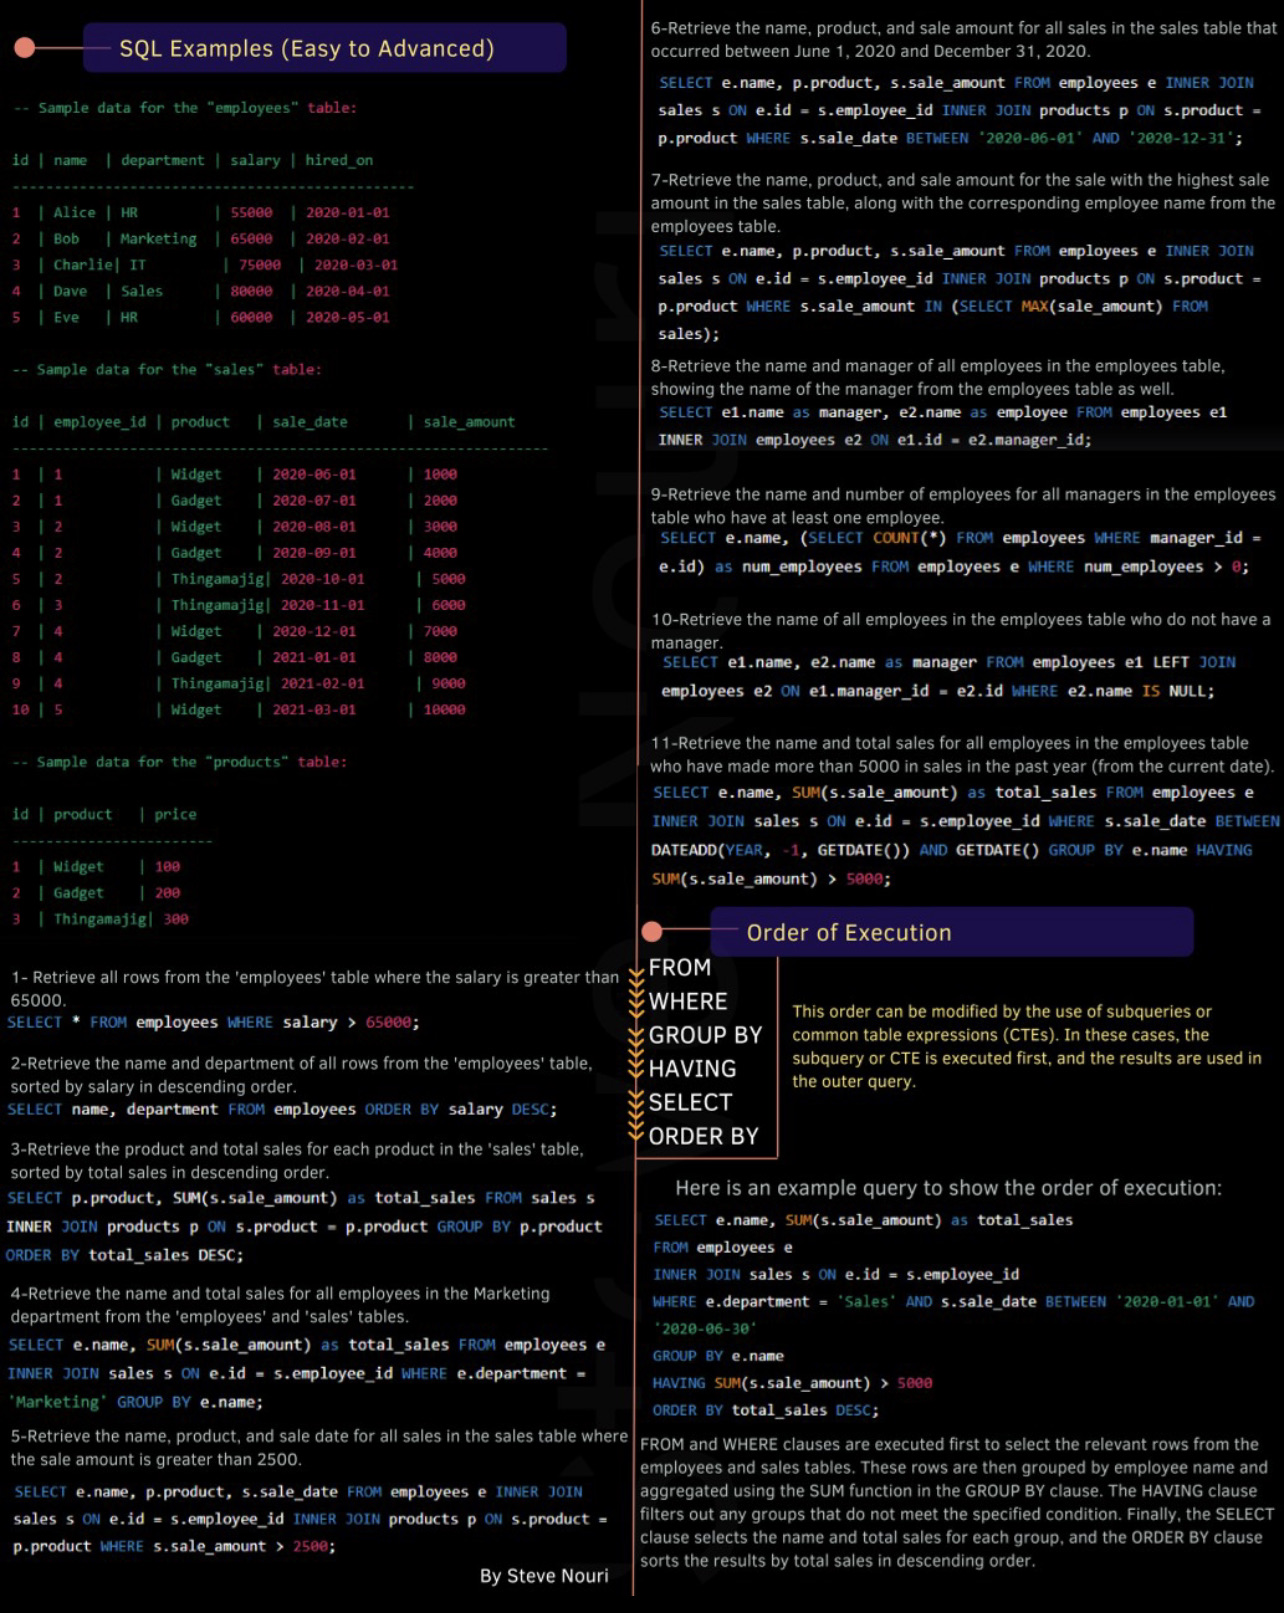 SQL Examples (Easy to Advanced)
-- Sample data for the "employees" table:
id | name | department | salary | hired_on
------------------------------------------------
1 | Alice | HR | 55000 | 2020-01-01
2 | Bob | Marketing | 65000 | 2020-02-01
3 | Charlie| IT | 75000 | 2020-03-01
4 | Dave | Sales | 80000 | 2020-04-01
5 | Eve | HR | 60000 | 2020-05-01
-- Sample data for the "sales" table:
id | employee_id | product | sale_date | sale_amount
----------------------------------------------------------------
1 | 1 | Widget | 2020-06-01 | 1000
2 | 1 | Gadget | 2020-07-01 | 2000
3 | 2 | Widget | 2020-08-01 | 3000
4 | 2 | Gadget | 2020-09-01 | 4000
5 | 2 | Thingamajig| 2020-10-01 | 5000
6 | 3 | Thingamajig| 2020-11-01 | 6000
7 | 4 | Widget | 2020-12-01 | 7000
8 | 4 | Gadget | 2021-01-01 | 8000
9 | 4 | Thingamajig| 2021-02-01 | 9000
10 | 5 | Widget | 2021-03-01 | 10000
-- Sample data for the "products" table:
id | product | price
------------------------
1 | Widget | 100
2 | Gadget | 200
3 | Thingamajig| 300
1- Retrieve all rows from the 'employees' table where the salary is greater than
65000.
SELECT * FROM employees WHERE salary > 65000;
2-Retrieve the name and department of all rows from the 'employees' table,
sorted by salary in descending order.
SELECT name, department FROM employees ORDER BY salary DESC;
3-Retrieve the product and total sales for each product in the 'sales' table,
sorted by total sales in descending order.
SELECT p.product, SUM(s.sale_amount) as total_sales FROM sales s
INNER JOIN products p ON s.product = p.product GROUP BY p.product
ORDER BY total_sales DESC;
4-Retrieve the name and total sales for all employees in the Marketing
department from the 'employees' and 'sales' tables.
SELECT e.name, SUM(s.sale_amount) as total_sales FROM employees e
INNER JOIN sales s ON e.id = s.employee_id WHERE e.department =
'Marketing' GROUP BY e.name;
5-Retrieve the name, product, and sale date for all sales in the sales table where
the sale amount is greater than 2500.
SELECT e.name, p.product, s.sale_date FROM employees e INNER JOIN
sales s ON e.id = s.employee_id INNER JOIN products p ON s.product =
p.product WHERE s.sale_amount > 2500;
By Steve Nouri
6-Retrieve the name, product, and sale amount for all sales in the sales table that
occurred between June 1, 2020 and December 31, 2020.
SELECT e.name, p.product, s.sale_amount FROM employees e INNER JOIN
sales s ON e.id = s.employee_id INNER JOIN products p ON s.product =
p.product WHERE s.sale_date BETWEEN '2020-06-01' AND '2020-12-31';
7-Retrieve the name, product, and sale amount for the sale with the highest sale
amount in the sales table, along with the corresponding employee name from the
employees table.
SELECT e.name, p.product, s.sale_amount FROM employees e INNER JOIN
sales s ON e.id = s.employee_id INNER JOIN products p ON s.product =
p.product WHERE s.sale_amount IN (SELECT MAX(sale_amount) FROM
sales);
8-Retrieve the name and manager of all employees in the employees table,
showing the name of the manager from the employees table as well.
SELECT e1.name as manager, e2.name as employee FROM employees e1
INNER JOIN employees e2 ON e1.id = e2.manager_id;
9-Retrieve the name and number of employees for all managers in the employees
table who have at least one employee.
SELECT e.name, (SELECT COUNT(*) FROM employees WHERE manager_id =
e.id) as num_employees FROM employees e WHERE num_employees > 0;
10-Retrieve the name of all employees in the employees table who do not have a
manager.
SELECT e1.name, e2.name as manager FROM employees e1 LEFT JOIN
employees e2 ON e1.manager_id = e2.id WHERE e2.name IS NULL;
11-Retrieve the name and total sales for all employees in the employees table
who have made more than 5000 in sales in the past year (from the current date).
SELECT e.name, SUM(s.sale_amount) as total_sales FROM employees e
INNER JOIN sales s ON e.id = s.employee_id WHERE s.sale_date BETWEEN
DATEADD(YEAR, -1, GETDATE()) AND GETDATE() GROUP BY e.name HAVING
SUM(s.sale_amount) > 5000;
Order of Execution
FROM
WHERE
GROUP BY
HAVING
SELECT
ORDER BY
This order can be modified by the use of subqueries or
common table expressions (CTEs). In these cases, the
subquery or CTE is executed first, and the results are used in
the outer query.
Here is an example query to show the order of execution:
SELECT e.name, SUM(s.sale_amount) as total_sales
FROM employees e
INNER JOIN sales s ON e.id = s.employee_id
WHERE e.department = 'Sales' AND s.sale_date BETWEEN '2020-01-01' AND
'2020-06-30'
GROUP BY e.name
HAVING SUM(s.sale_amount) > 5000
ORDER BY total_sales DESC;
FROM and WHERE clauses are executed first to select the relevant rows from the
employees and sales tables. These rows are then grouped by employee name and
aggregated using the SUM function in the GROUP BY clause. The HAVING clause
filters out any groups that do not meet the specified condition. Finally, the SELECT
clause selects the name and total sales for each group, and the ORDER BY clause
sorts the results by total sales in descending order.